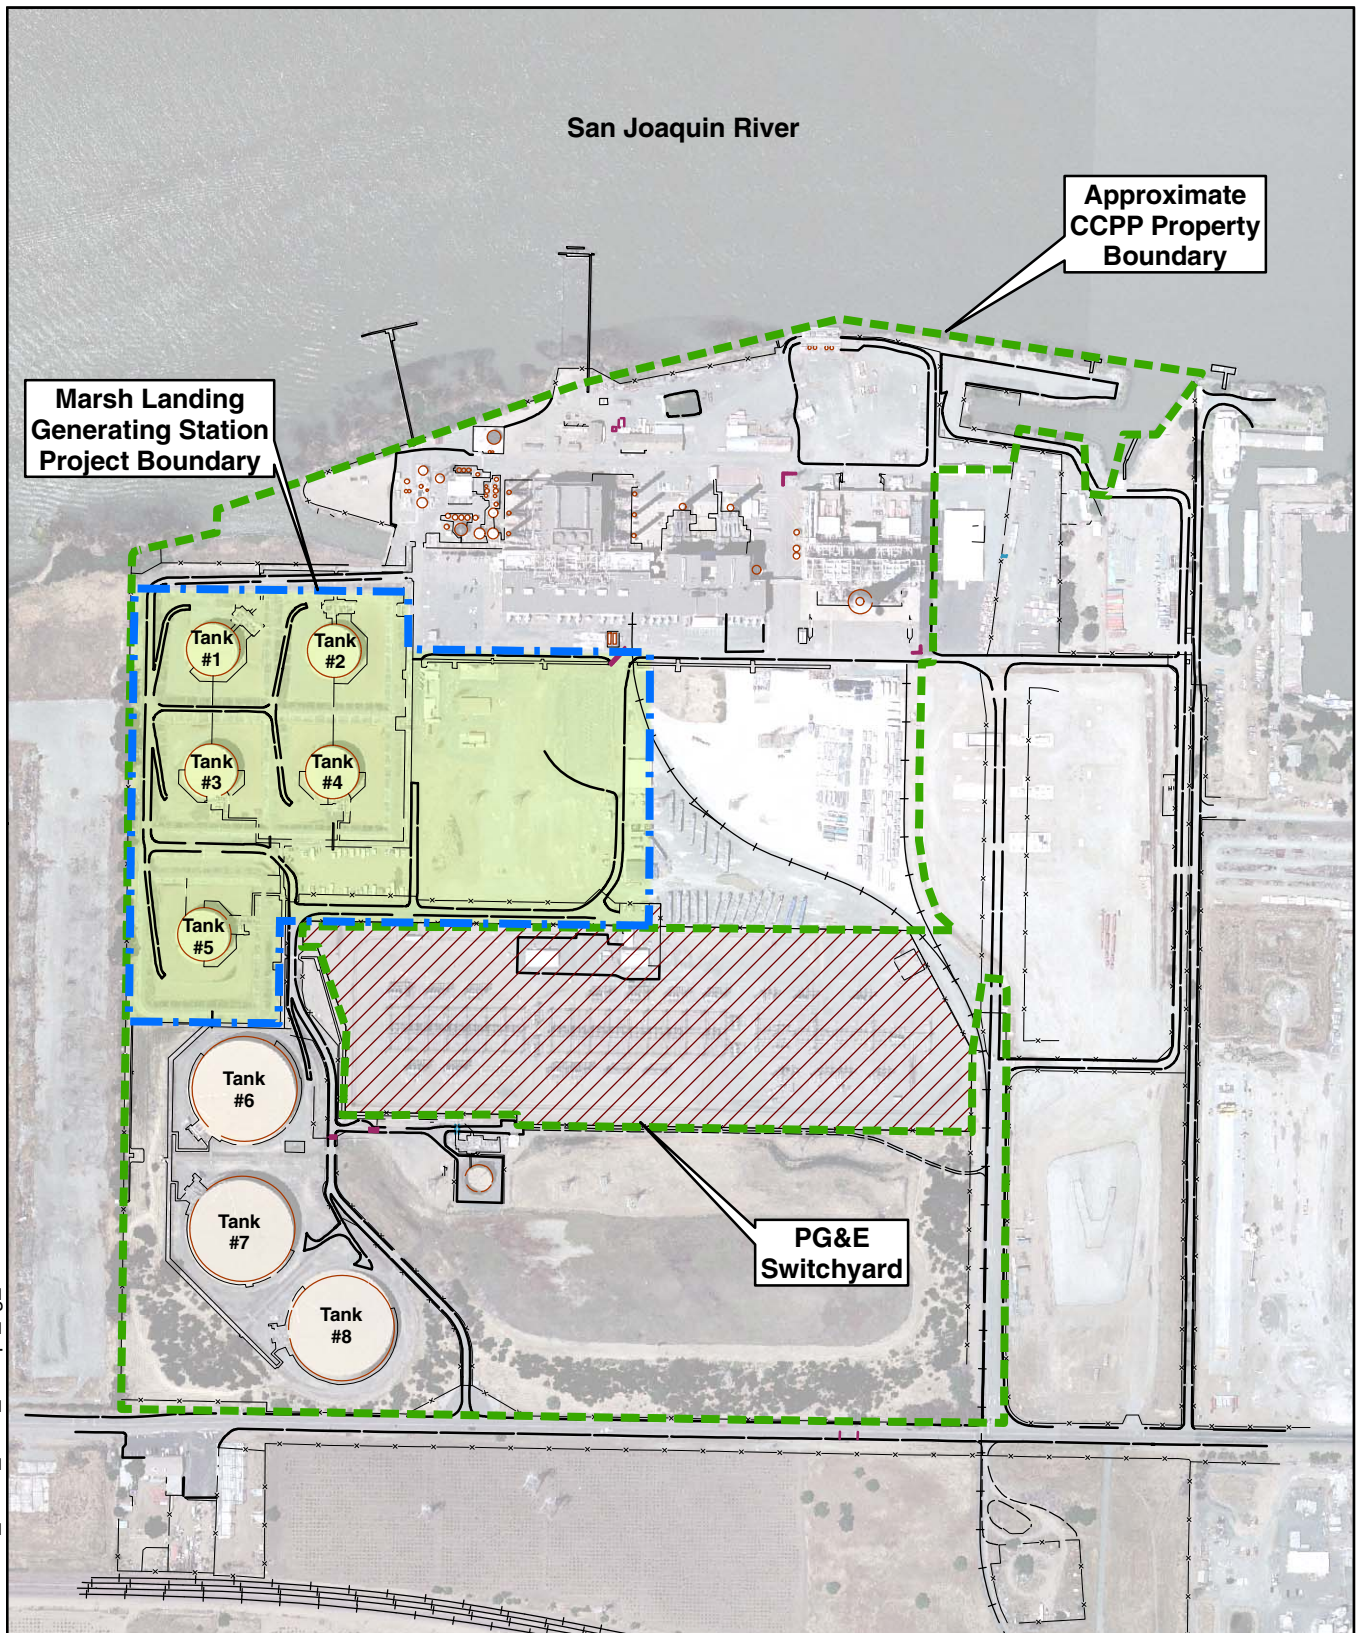 San Joaquin River
Approximate
CCPP Property
Boundary
Marsh Landing
Generating Station
Project Boundary
Tank
#1
Tank
#2
Tank
#3
Tank
#4
Tank
#5
Tank
#6
Tank
#7
Tank
#8
PG&E
Switchyard